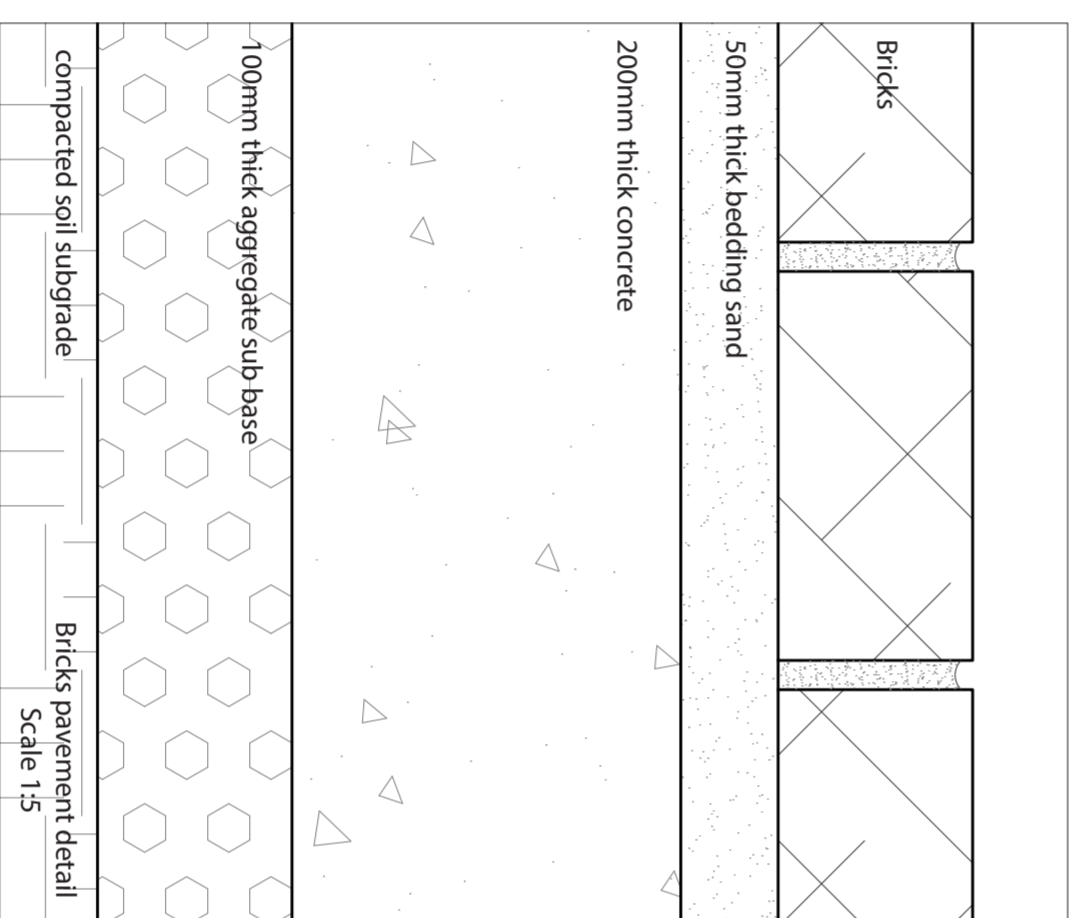 Bricks
50mm thick bedding sand
200mm thick concrete
100mm thick aggregate sub base
compacted soil subgrade
Bricks pavement detail
Scale 1:5